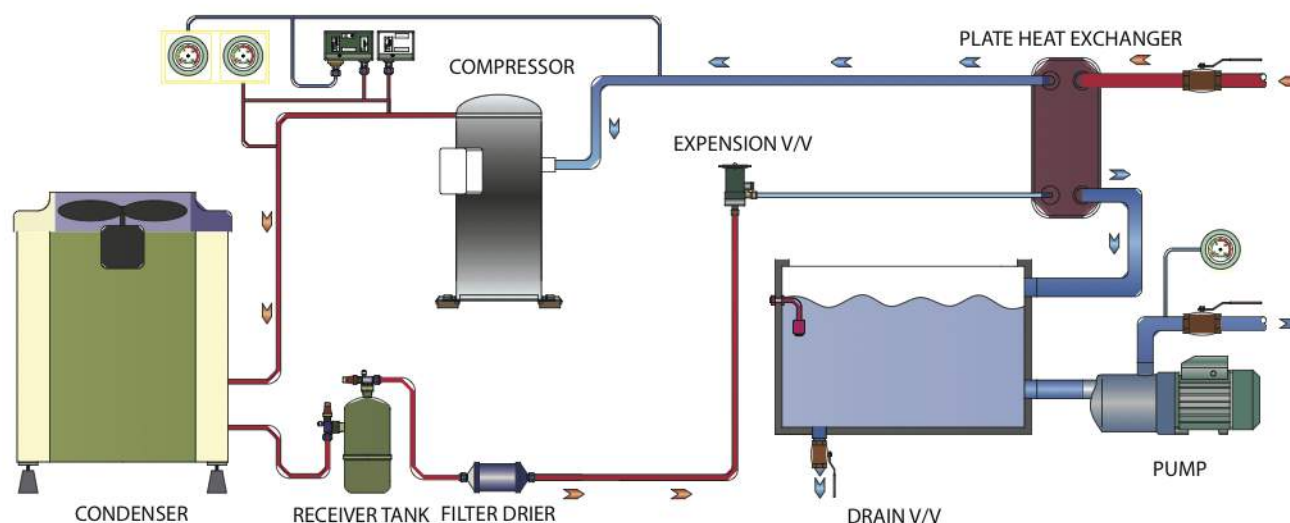 PLATE HEAT EXCHANGER
COMPRESSOR
EXPENSION V/V
CONDENSER
RECEIVER TANK
FILTER DRIER
DRAIN V/V
PUMP